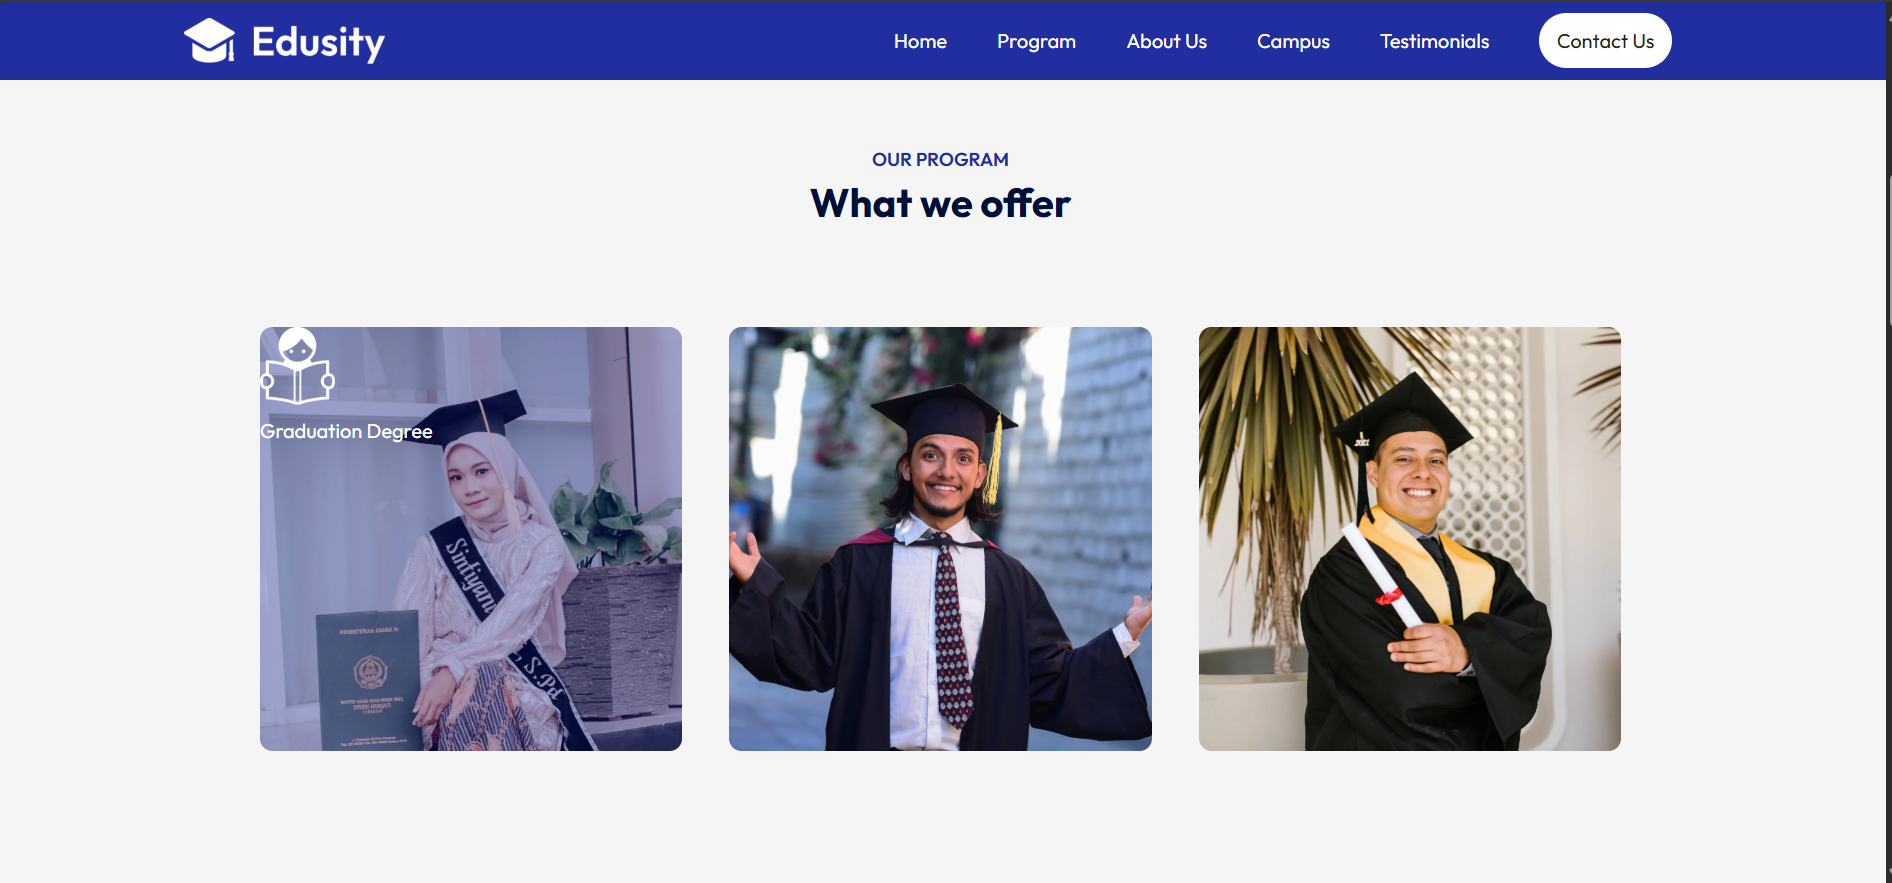 Edusity
Home
Program
About Us
Campus
Testimonials
Contact Us
OUR PROGRAM
What we offer
Graduation Degree
2021
Sintiyani
, S.Pd
KEMENTERIAN AGAMA RI